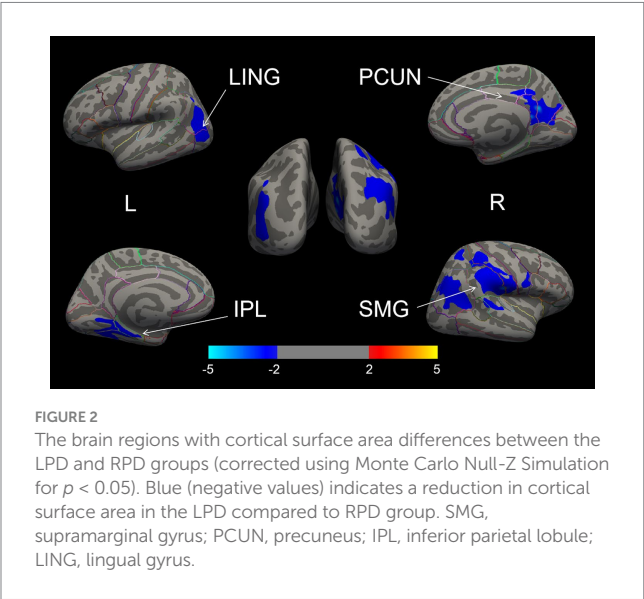 LING
PCUN
L
R
IPL
SMG
-5
-2
2
5
FIGURE 2
The brain regions with cortical surface area differences between the
LPD and RPD groups (corrected using Monte Carlo Null-Z Simulation
for p < 0.05). Blue (negative values) indicates a reduction in cortical
surface area in the LPD compared to RPD group. SMG,
supramarginal gyrus; PCUN, precuneus; IPL, inferior parietal lobule;
LING, lingual gyrus.